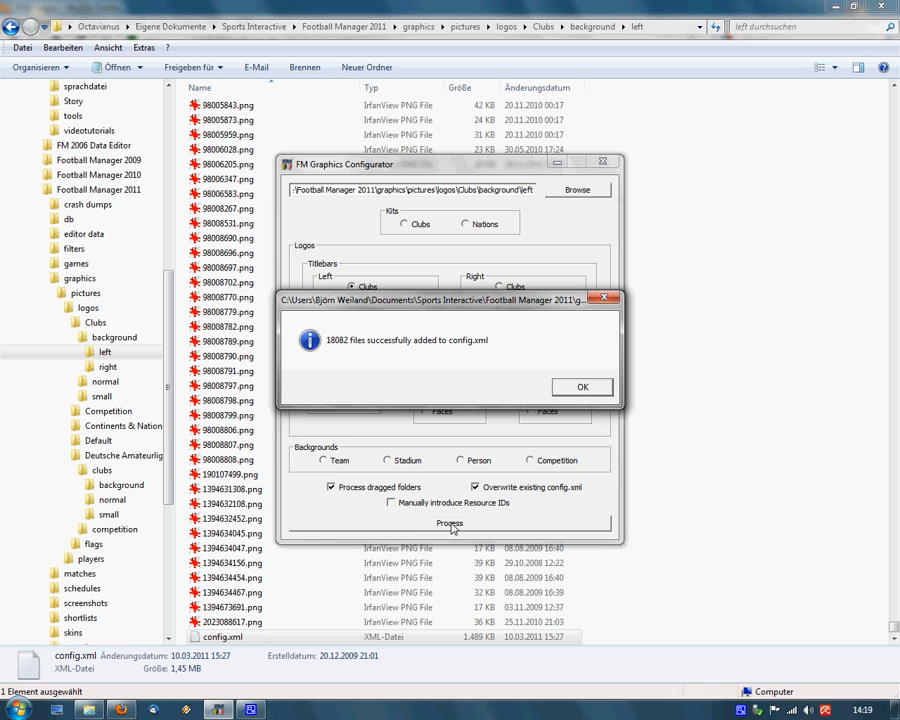 Octavianus ▸ Eigene Dokumente ▸ Sports Interactive ▸ Football Manager 2011 ▸ graphics ▸ pictures ▸ logos ▸ Clubs ▸ background ▸ left
left durchsuchen
Datei Bearbeiten Ansicht Extras ?
Organisieren Öffnen Freigeben für E-Mail Brennen Neuer Ordner
sprachdatei
Story
tools
videotutorials
FM 2006 Data Editor
Football Manager 2009
Football Manager 2010
Football Manager 2011
crash dumps
db
editor data
filters
games
graphics
pictures
logos
Clubs
background
left
right
normal
small
Competition
Continents & Nation
Default
Deutsche Amateurlig
clubs
background
normal
small
competition
flags
players
matches
schedules
screenshots
shortlists
skins
Name Typ Größe Änderungsdatum
98005843.png IrfanView PNG File 42 KB 20.11.2010 00:17
98005873.png IrfanView PNG File 24 KB 20.11.2010 00:17
98005959.png IrfanView PNG File 31 KB 20.11.2010 00:17
98006028.png IrfanView PNG File 23 KB 30.05.2010 17:24
98006205.png
98006347.png
98006583.png
98008267.png
98008531.png
98008690.png
98008696.png
98008697.png
98008702.png
98008770.png
98008779.png
98008782.png
98008789.png
98008790.png
98008791.png
98008797.png
98008798.png
98008799.png
98008806.png
98008807.png
98008808.png
190107499.png
1394631308.png
1394632108.png
1394632452.png
1394634045.png
1394634047.png IrfanView PNG File 17 KB 08.08.2009 16:40
1394634156.png IrfanView PNG File 39 KB 29.10.2008 12:22
1394634454.png IrfanView PNG File 39 KB 08.08.2009 16:40
1394634467.png IrfanView PNG File 32 KB 08.08.2009 16:39
1394673691.png IrfanView PNG File 17 KB 03.11.2009 12:37
2023088617.png IrfanView PNG File 36 KB 25.11.2010 21:03
config.xml XML-Datei 1.489 KB 10.03.2011 15:27
FM Graphics Configurator
:\Football Manager 2011\graphics\pictures\logos\Clubs\background\left
Browse
Kits
Clubs Nations
Logos
Titlebars
Left Right
Clubs Clubs
C:\Users\Björn Weiland\Documents\Sports Interactive\Football Manager 2011\g...
18082 files successfully added to config.xml
OK
Faces Faces
Backgrounds
Team Stadium Person Competition
Process dragged folders Overwrite existing config.xml
Manually introduce Resource IDs
Process
config.xml Änderungsdatum: 10.03.2011 15:27 Erstelldatum: 20.12.2009 21:01
XML-Datei Größe: 1,45 MB
1 Element ausgewählt Computer
14:19